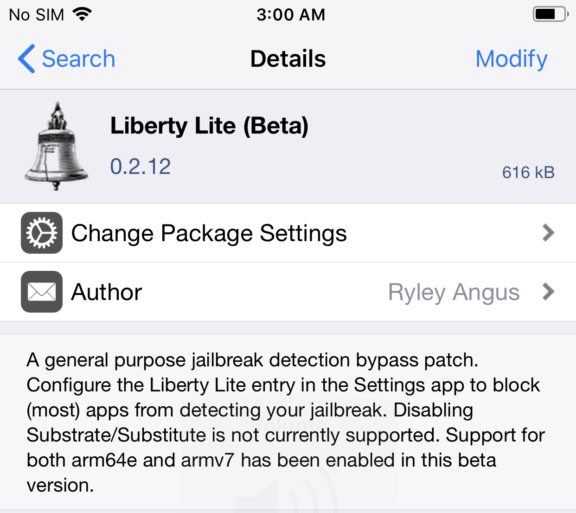 No SIM 3:00 AM
Search Details Modify
Liberty Lite (Beta)
0.2.12 616 kB
Change Package Settings
Author Ryley Angus
A general purpose jailbreak detection bypass patch.
Configure the Liberty Lite entry in the Settings app to block
(most) apps from detecting your jailbreak. Disabling
Substrate/Substitute is not currently supported. Support for
both arm64e and armv7 has been enabled in this beta
version.